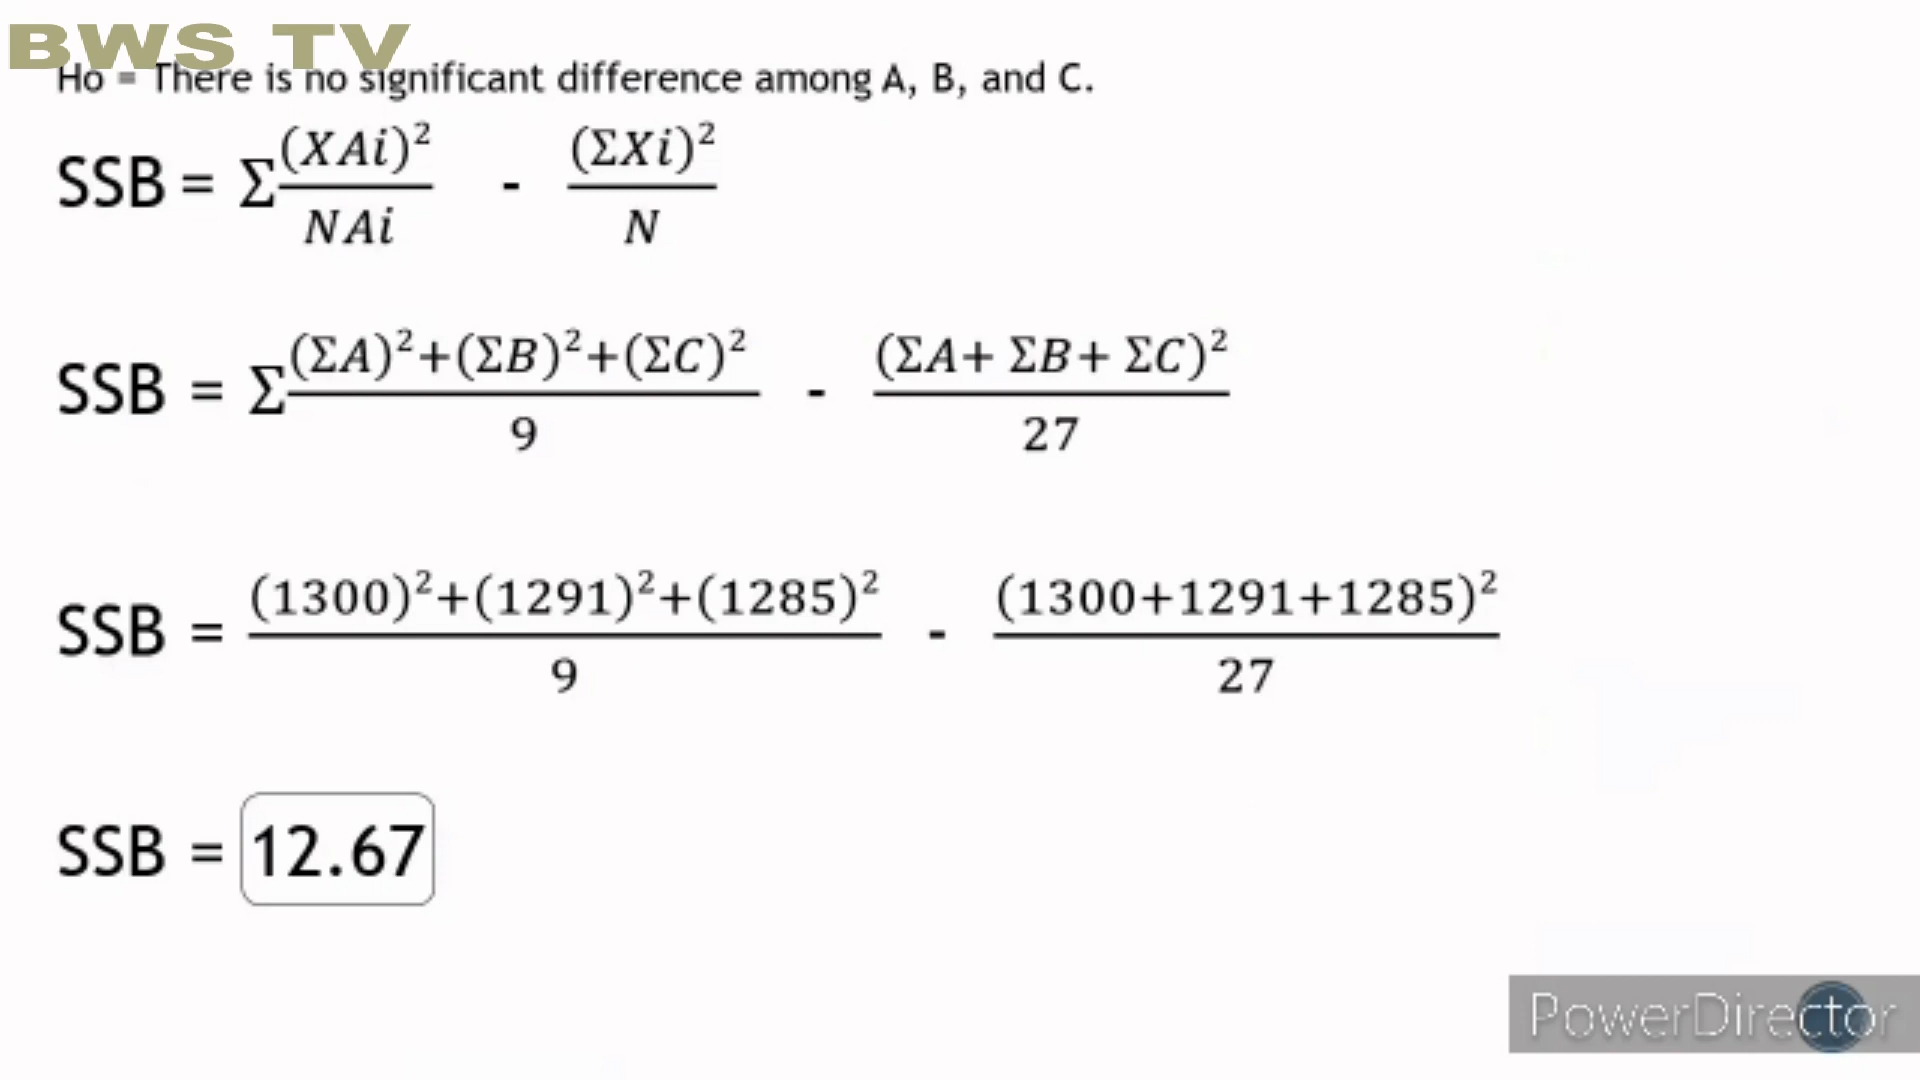 BWS TV
Ho = There is no significant difference among A, B, and C.
SSB = Σ(XAi)²/NAi - (ΣXi)²/N
SSB = Σ(ΣA)²+(ΣB)²+(ΣC)²/9 - (ΣA+ ΣB+ ΣC)²/27
SSB = (1300)²+(1291)²+(1285)²/9 - (1300+1291+1285)²/27
SSB = 12.67
PowerDirector